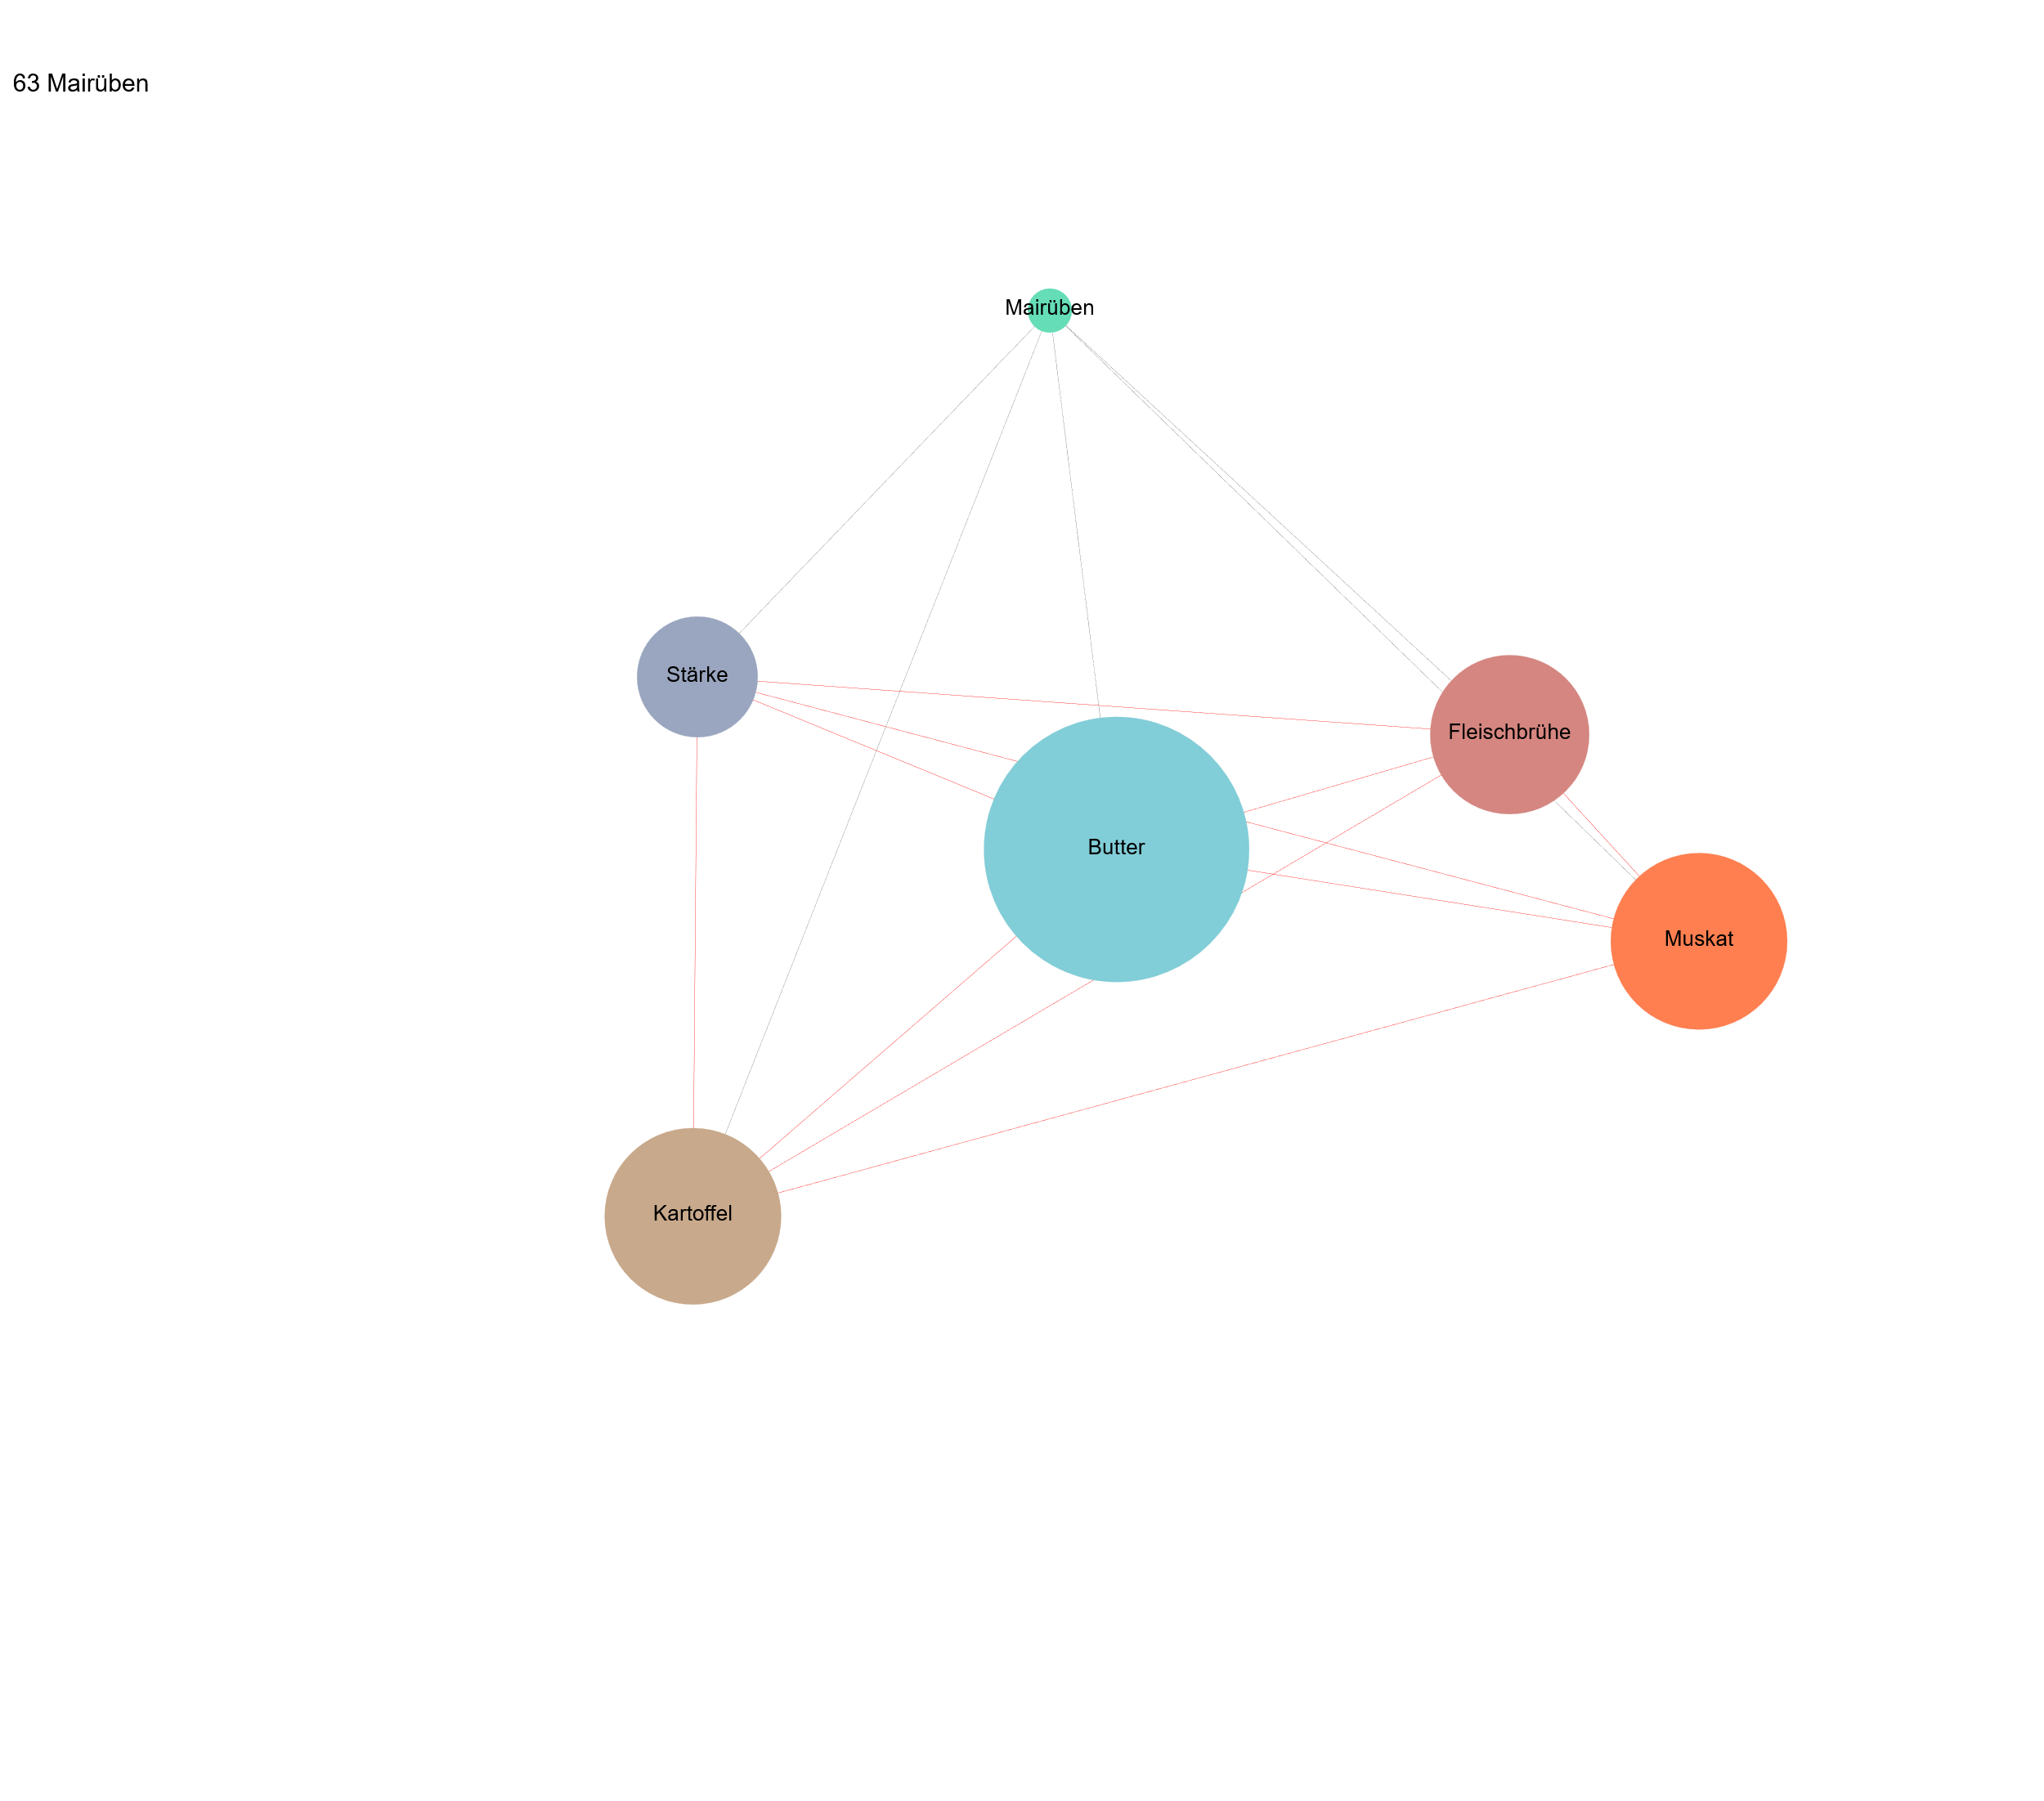 63 Mairüben
Mairüben
Stärke
Fleischbrühe
Butter
Muskat
Kartoffel